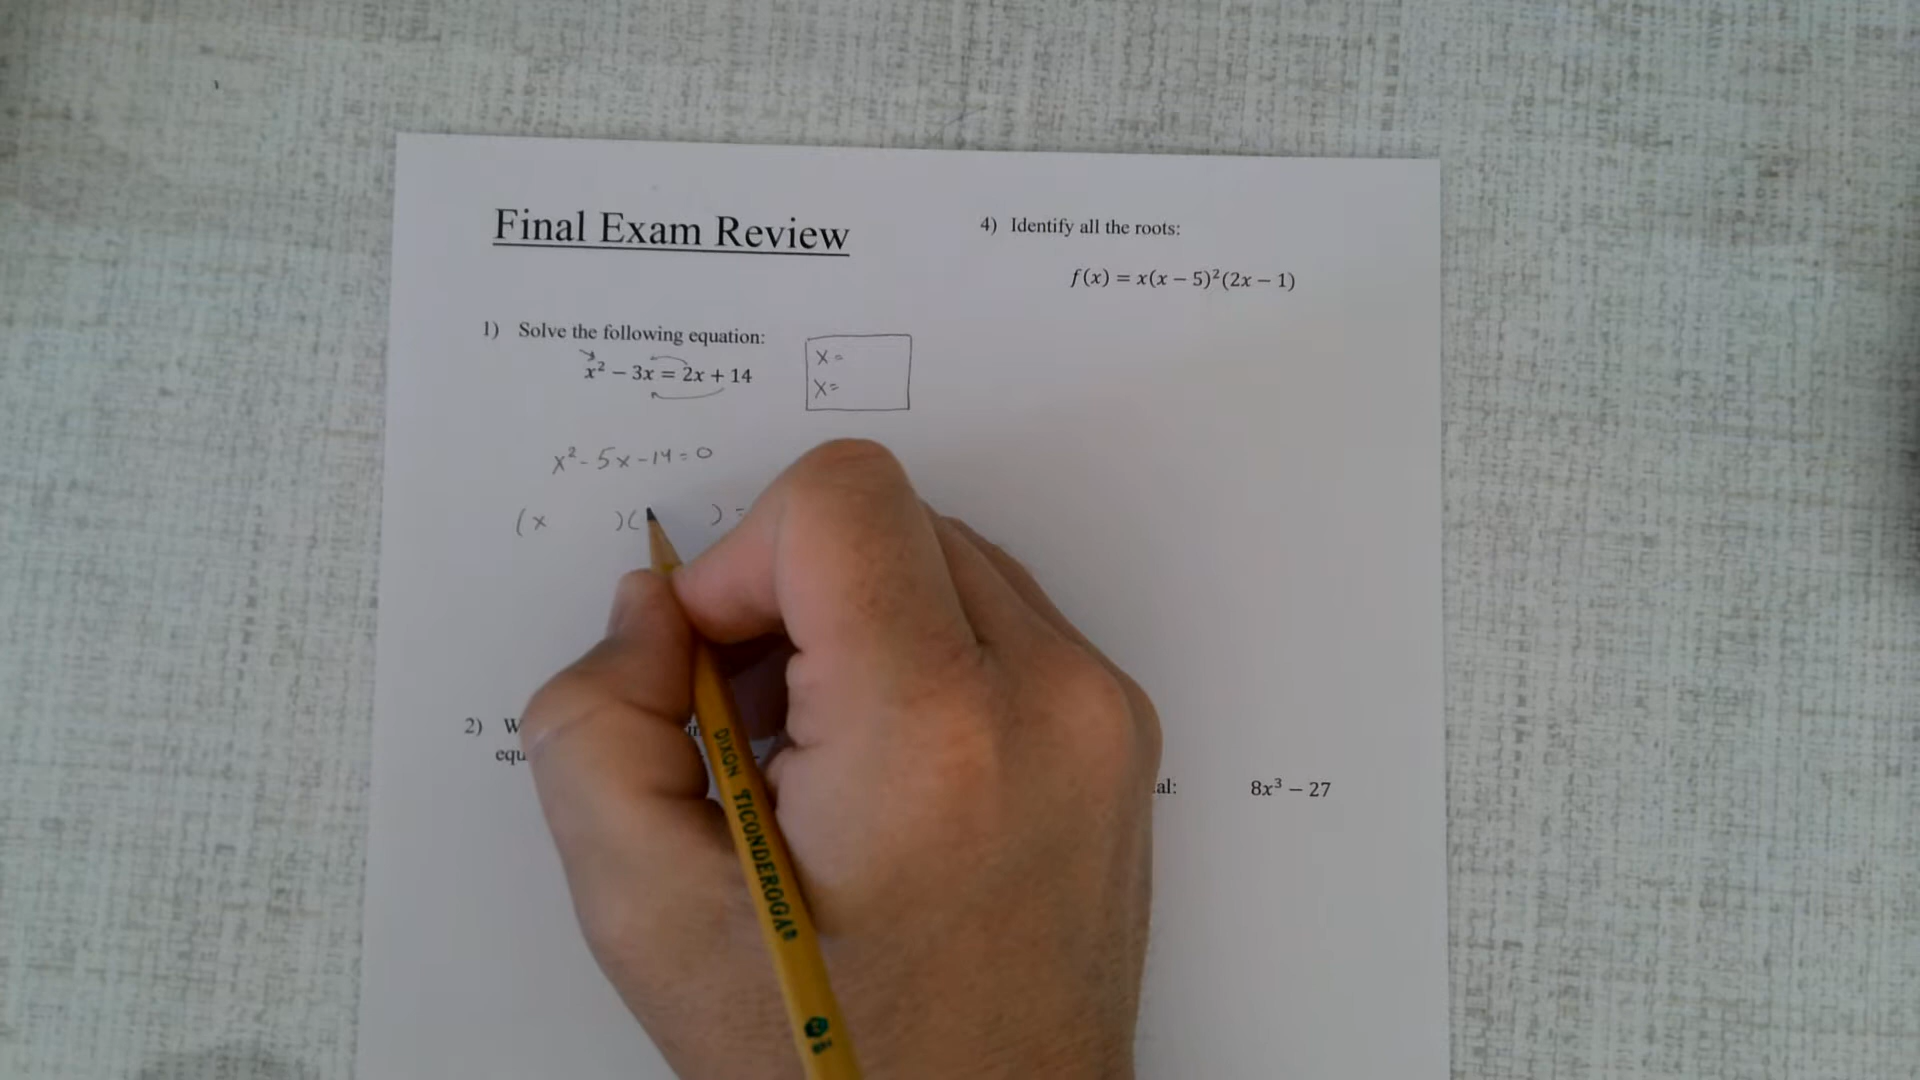 Final Exam Review
1) Solve the following equation:
x² − 3x = 2x + 14
x =
x =
x² - 5x - 14 = 0
(x )( ) =
2) W
equ
4) Identify all the roots:
f(x) = x(x − 5)²(2x − 1)
al: 8x³ − 27
DIXON TICONDEROGA®